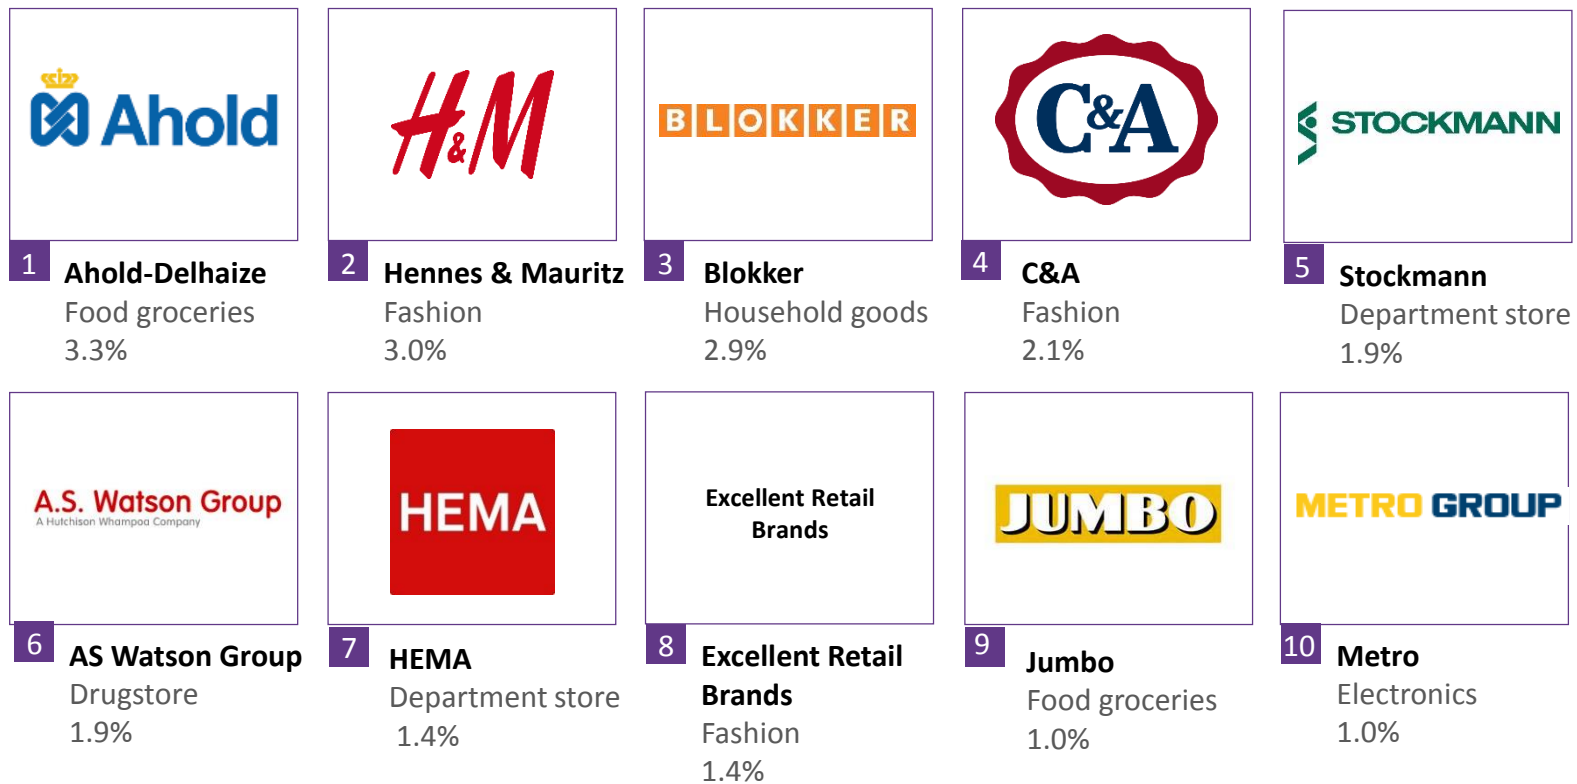 Ahold
H&M
BLOKKER
C&A
STOCKMANN
1
Ahold-Delhaize
Food groceries
3.3%
2
Hennes & Mauritz
Fashion
3.0%
3
Blokker
Household goods
2.9%
4
C&A
Fashion
2.1%
5
Stockmann
Department store
1.9%
A.S. Watson Group
A Hutchison Whampoa Company
HEMA
Excellent Retail
Brands
JUMBO
METRO GROUP
6
AS Watson Group
Drugstore
1.9%
7
HEMA
Department store
1.4%
8
Excellent Retail
Brands
Fashion
1.4%
9
Jumbo
Food groceries
1.0%
10
Metro
Electronics
1.0%